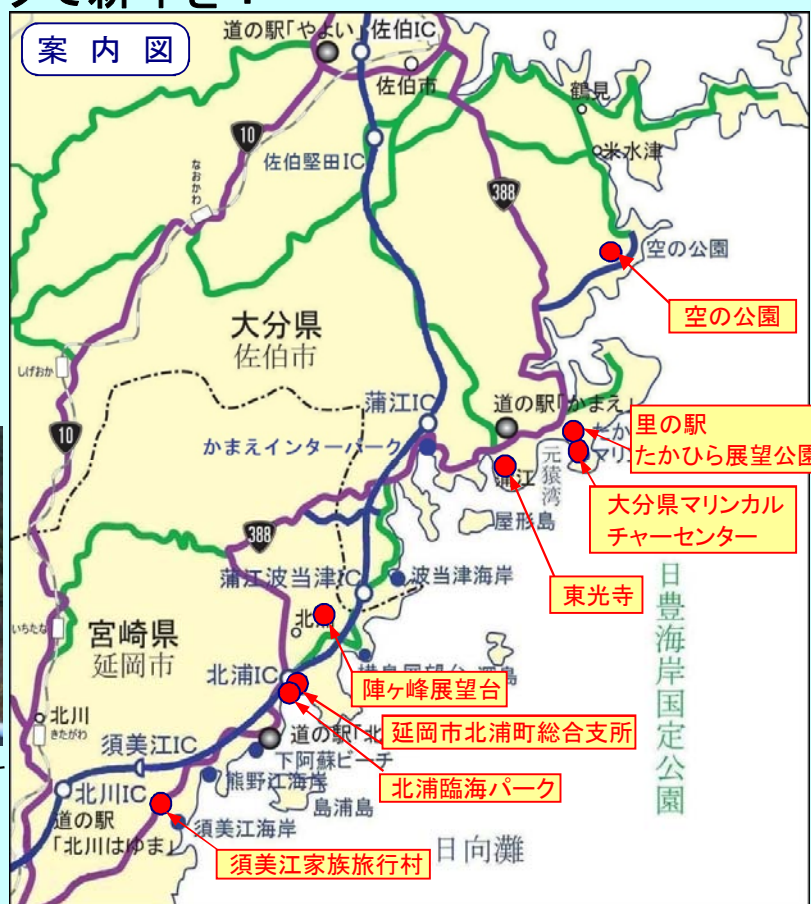 案 内 図
道の駅「やよい」
佐伯IC
佐伯市
鶴見
米水津
10
佐伯堅田IC
なおかわ
388
空の公園
空の公園
大分県
佐伯市
しげおか
蒲江IC
道の駅「かまえ」
里の駅
たかひら展望公園
10
かまえインターパーク
蒲江
元猿湾
マリ
大分県マリンカル
チャーセンター
屋形島
388
蒲江波当津IC
波当津海岸
東光寺
日豊海岸国定公園
いちたな
宮崎県
延岡市
北浦IC
陣ヶ峰展望台
延岡市北浦町総合支所
北川
きたがわ
須美江IC
道の駅「北
下阿蘇ビーチ
北浦臨海パーク
熊野江海岸
島浦島
北川IC
道の駅
「北川はゆま」
須美江海岸
日向灘
須美江家族旅行村